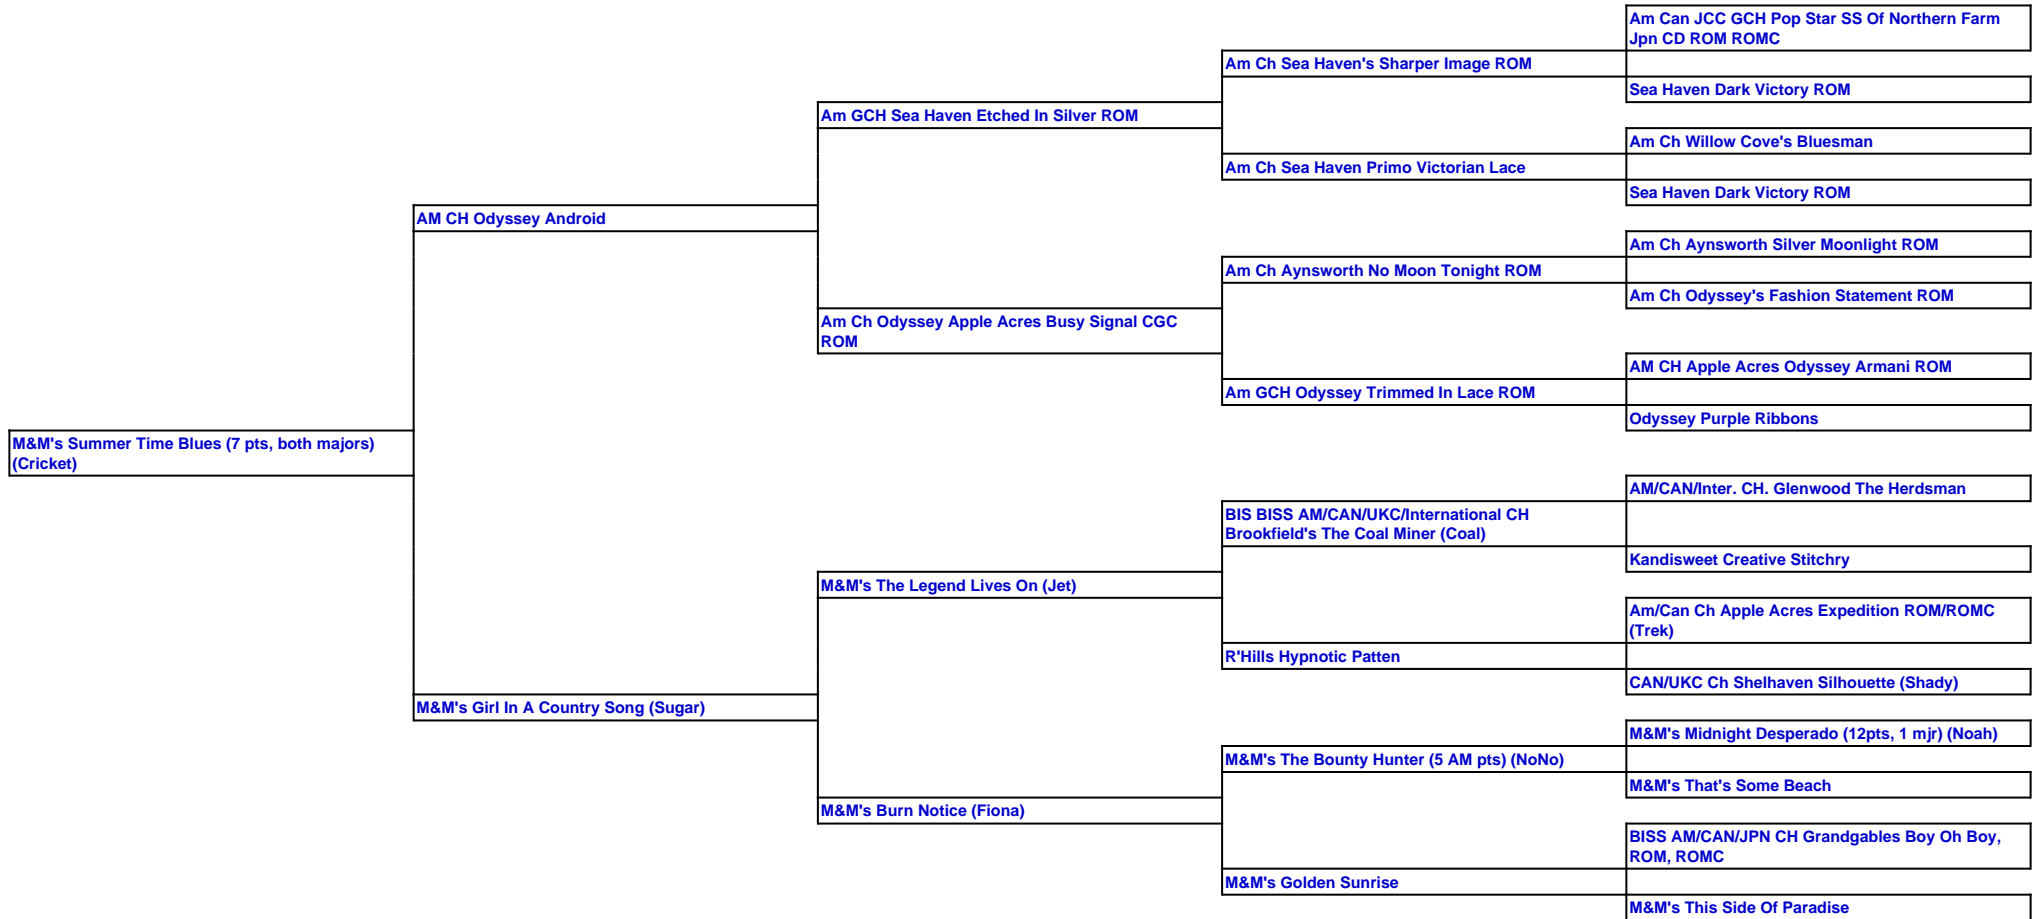 Am Can JCC GCH Pop Star SS Of Northern Farm
Jpn CD ROM ROMC
Am Ch Sea Haven's Sharper Image ROM
Sea Haven Dark Victory ROM
Am GCH Sea Haven Etched In Silver ROM
Am Ch Willow Cove's Bluesman
Am Ch Sea Haven Primo Victorian Lace
Sea Haven Dark Victory ROM
AM CH Odyssey Android
Am Ch Aynsworth Silver Moonlight ROM
Am Ch Aynsworth No Moon Tonight ROM
Am Ch Odyssey's Fashion Statement ROM
Am Ch Odyssey Apple Acres Busy Signal CGC
ROM
AM CH Apple Acres Odyssey Armani ROM
Am GCH Odyssey Trimmed In Lace ROM
Odyssey Purple Ribbons
M&M's Summer Time Blues (7 pts, both majors)
(Cricket)
AM/CAN/Inter. CH. Glenwood The Herdsman
BIS BISS AM/CAN/UKC/International CH
Brookfield's The Coal Miner (Coal)
Kandisweet Creative Stitchry
M&M's The Legend Lives On (Jet)
Am/Can Ch Apple Acres Expedition ROM/ROMC
(Trek)
R'Hills Hypnotic Patten
CAN/UKC Ch Shelhaven Silhouette (Shady)
M&M's Girl In A Country Song (Sugar)
M&M's Midnight Desperado (12pts, 1 mjr) (Noah)
M&M's The Bounty Hunter (5 AM pts) (NoNo)
M&M's That's Some Beach
M&M's Burn Notice (Fiona)
BISS AM/CAN/JPN CH Grandgables Boy Oh Boy,
ROM, ROMC
M&M's Golden Sunrise
M&M's This Side Of Paradise